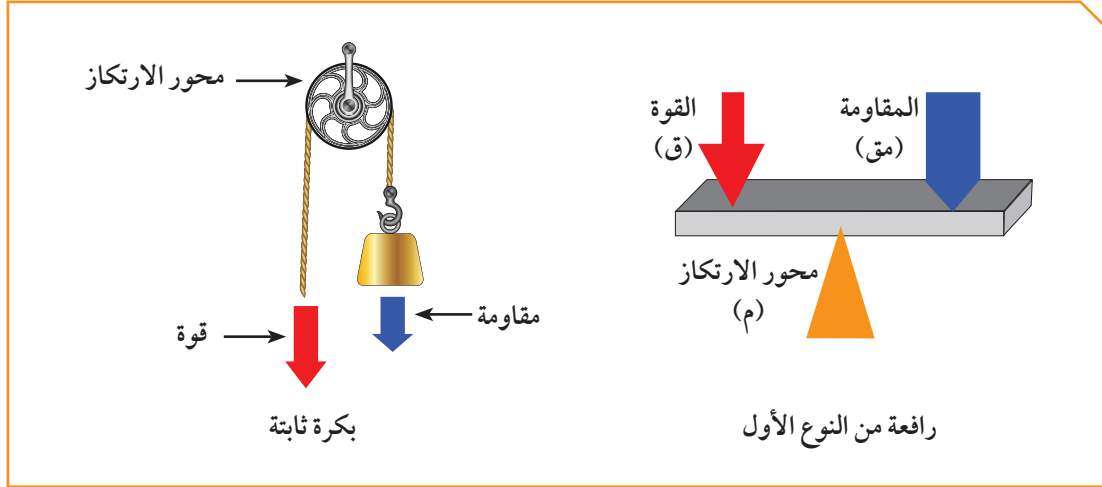 المقاومة
(مق)
القوة
(ق)
محور الارتكاز
(م)
رافعة من النوع الأول
محور الارتكاز
مقاومة
قوة
بكرة ثابتة